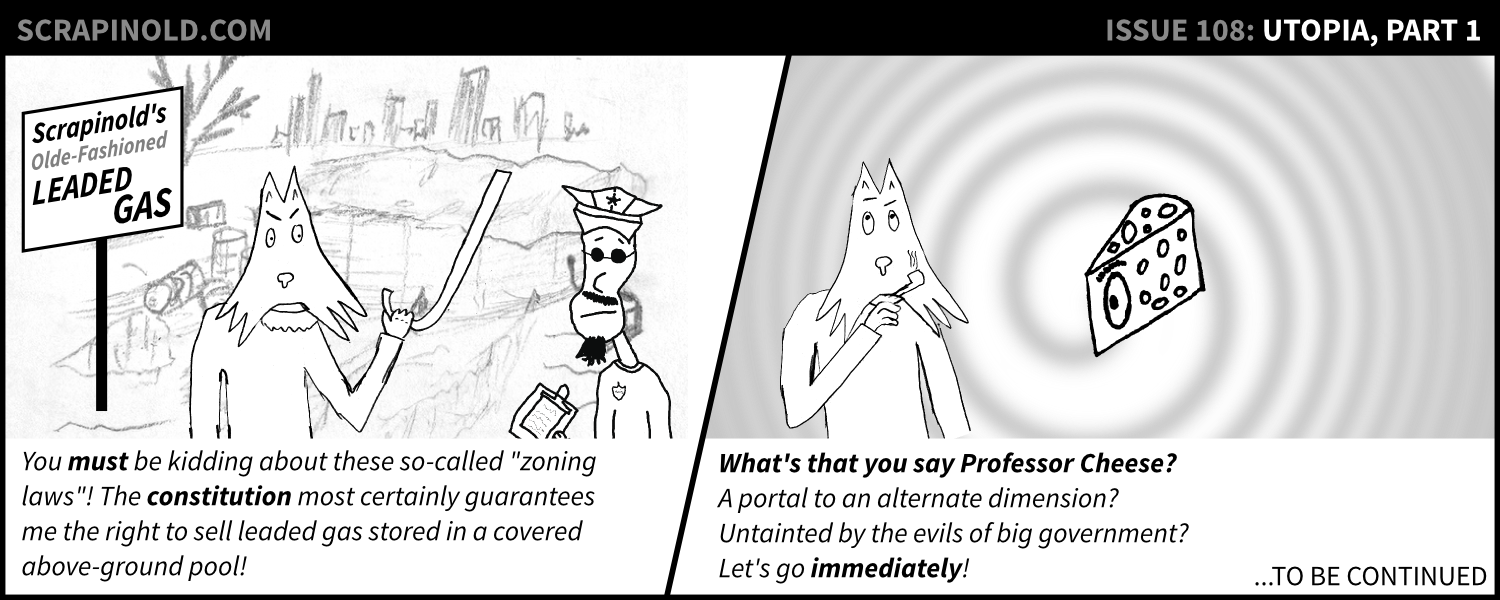 SCRAPINOLD.COM
ISSUE 108: UTOPIA, PART 1
Scrapinold's
Olde-Fashioned
LEADED
GAS
You must be kidding about these so-called "zoning
laws"! The constitution most certainly guarantees
me the right to sell leaded gas stored in a covered
above-ground pool!
What's that you say Professor Cheese?
A portal to an alternate dimension?
Untainted by the evils of big government?
Let's go immediately!
...TO BE CONTINUED